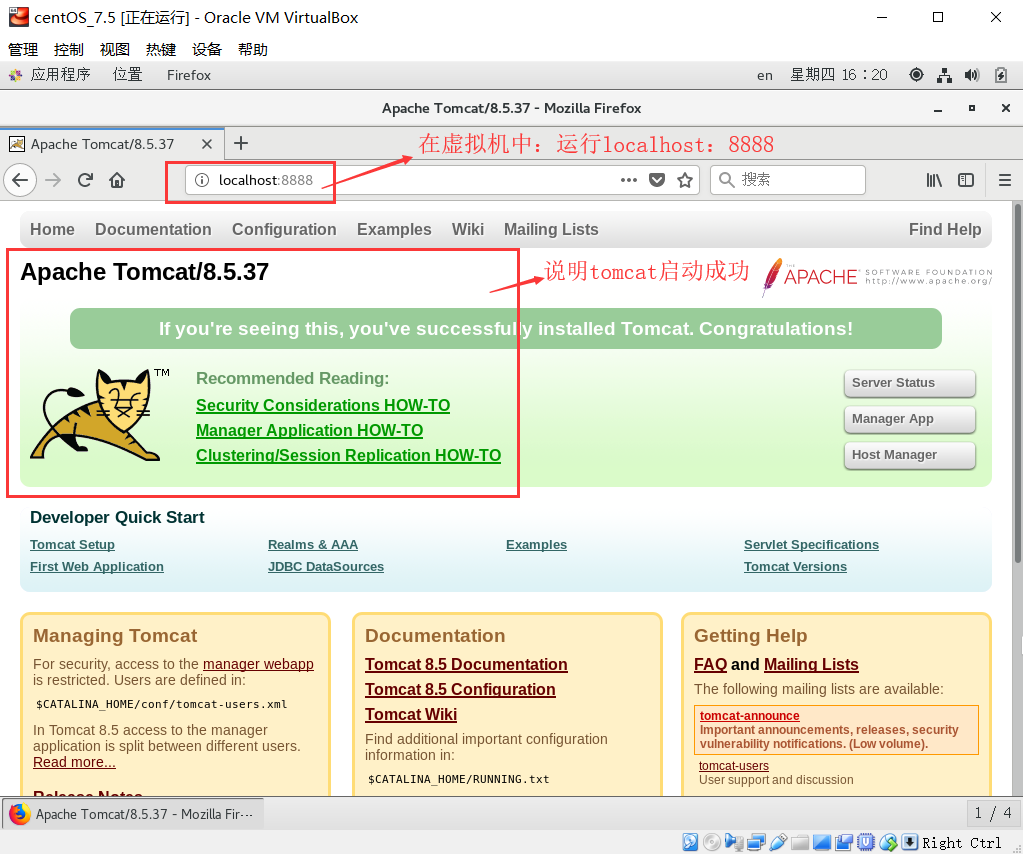 centOS_7.5 [正在运行] - Oracle VM VirtualBox
管理 控制 视图 热键 设备 帮助
应用程序 位置 Firefox en 星期四 16：20
Apache Tomcat/8.5.37 - Mozilla Firefox
Apache Tomcat/8.5.37
在虚拟机中：运行localhost：8888
localhost:8888
搜索
Home Documentation Configuration Examples Wiki Mailing Lists Find Help
Apache Tomcat/8.5.37
说明tomcat启动成功
THE
APACHE SOFTWARE FOUNDATION
http://www.apache.org/
If you're seeing this, you've successfully installed Tomcat. Congratulations!
TM
Recommended Reading:
Security Considerations HOW-TO
Manager Application HOW-TO
Clustering/Session Replication HOW-TO
Server Status
Manager App
Host Manager
Developer Quick Start
Tomcat Setup Realms & AAA Examples Servlet Specifications
First Web Application JDBC DataSources Tomcat Versions
Managing Tomcat
For security, access to the manager webapp
is restricted. Users are defined in:
$CATALINA_HOME/conf/tomcat-users.xml
In Tomcat 8.5 access to the manager
application is split between different users.
Read more...
Release Notes
Documentation
Tomcat 8.5 Documentation
Tomcat 8.5 Configuration
Tomcat Wiki
Find additional important configuration
information in:
$CATALINA_HOME/RUNNING.txt
Getting Help
FAQ and Mailing Lists
The following mailing lists are available:
tomcat-announce
Important announcements, releases, security
vulnerability notifications. (Low volume).
tomcat-users
User support and discussion
Apache Tomcat/8.5.37 - Mozilla Fir···
1 / 4
Right Ctrl